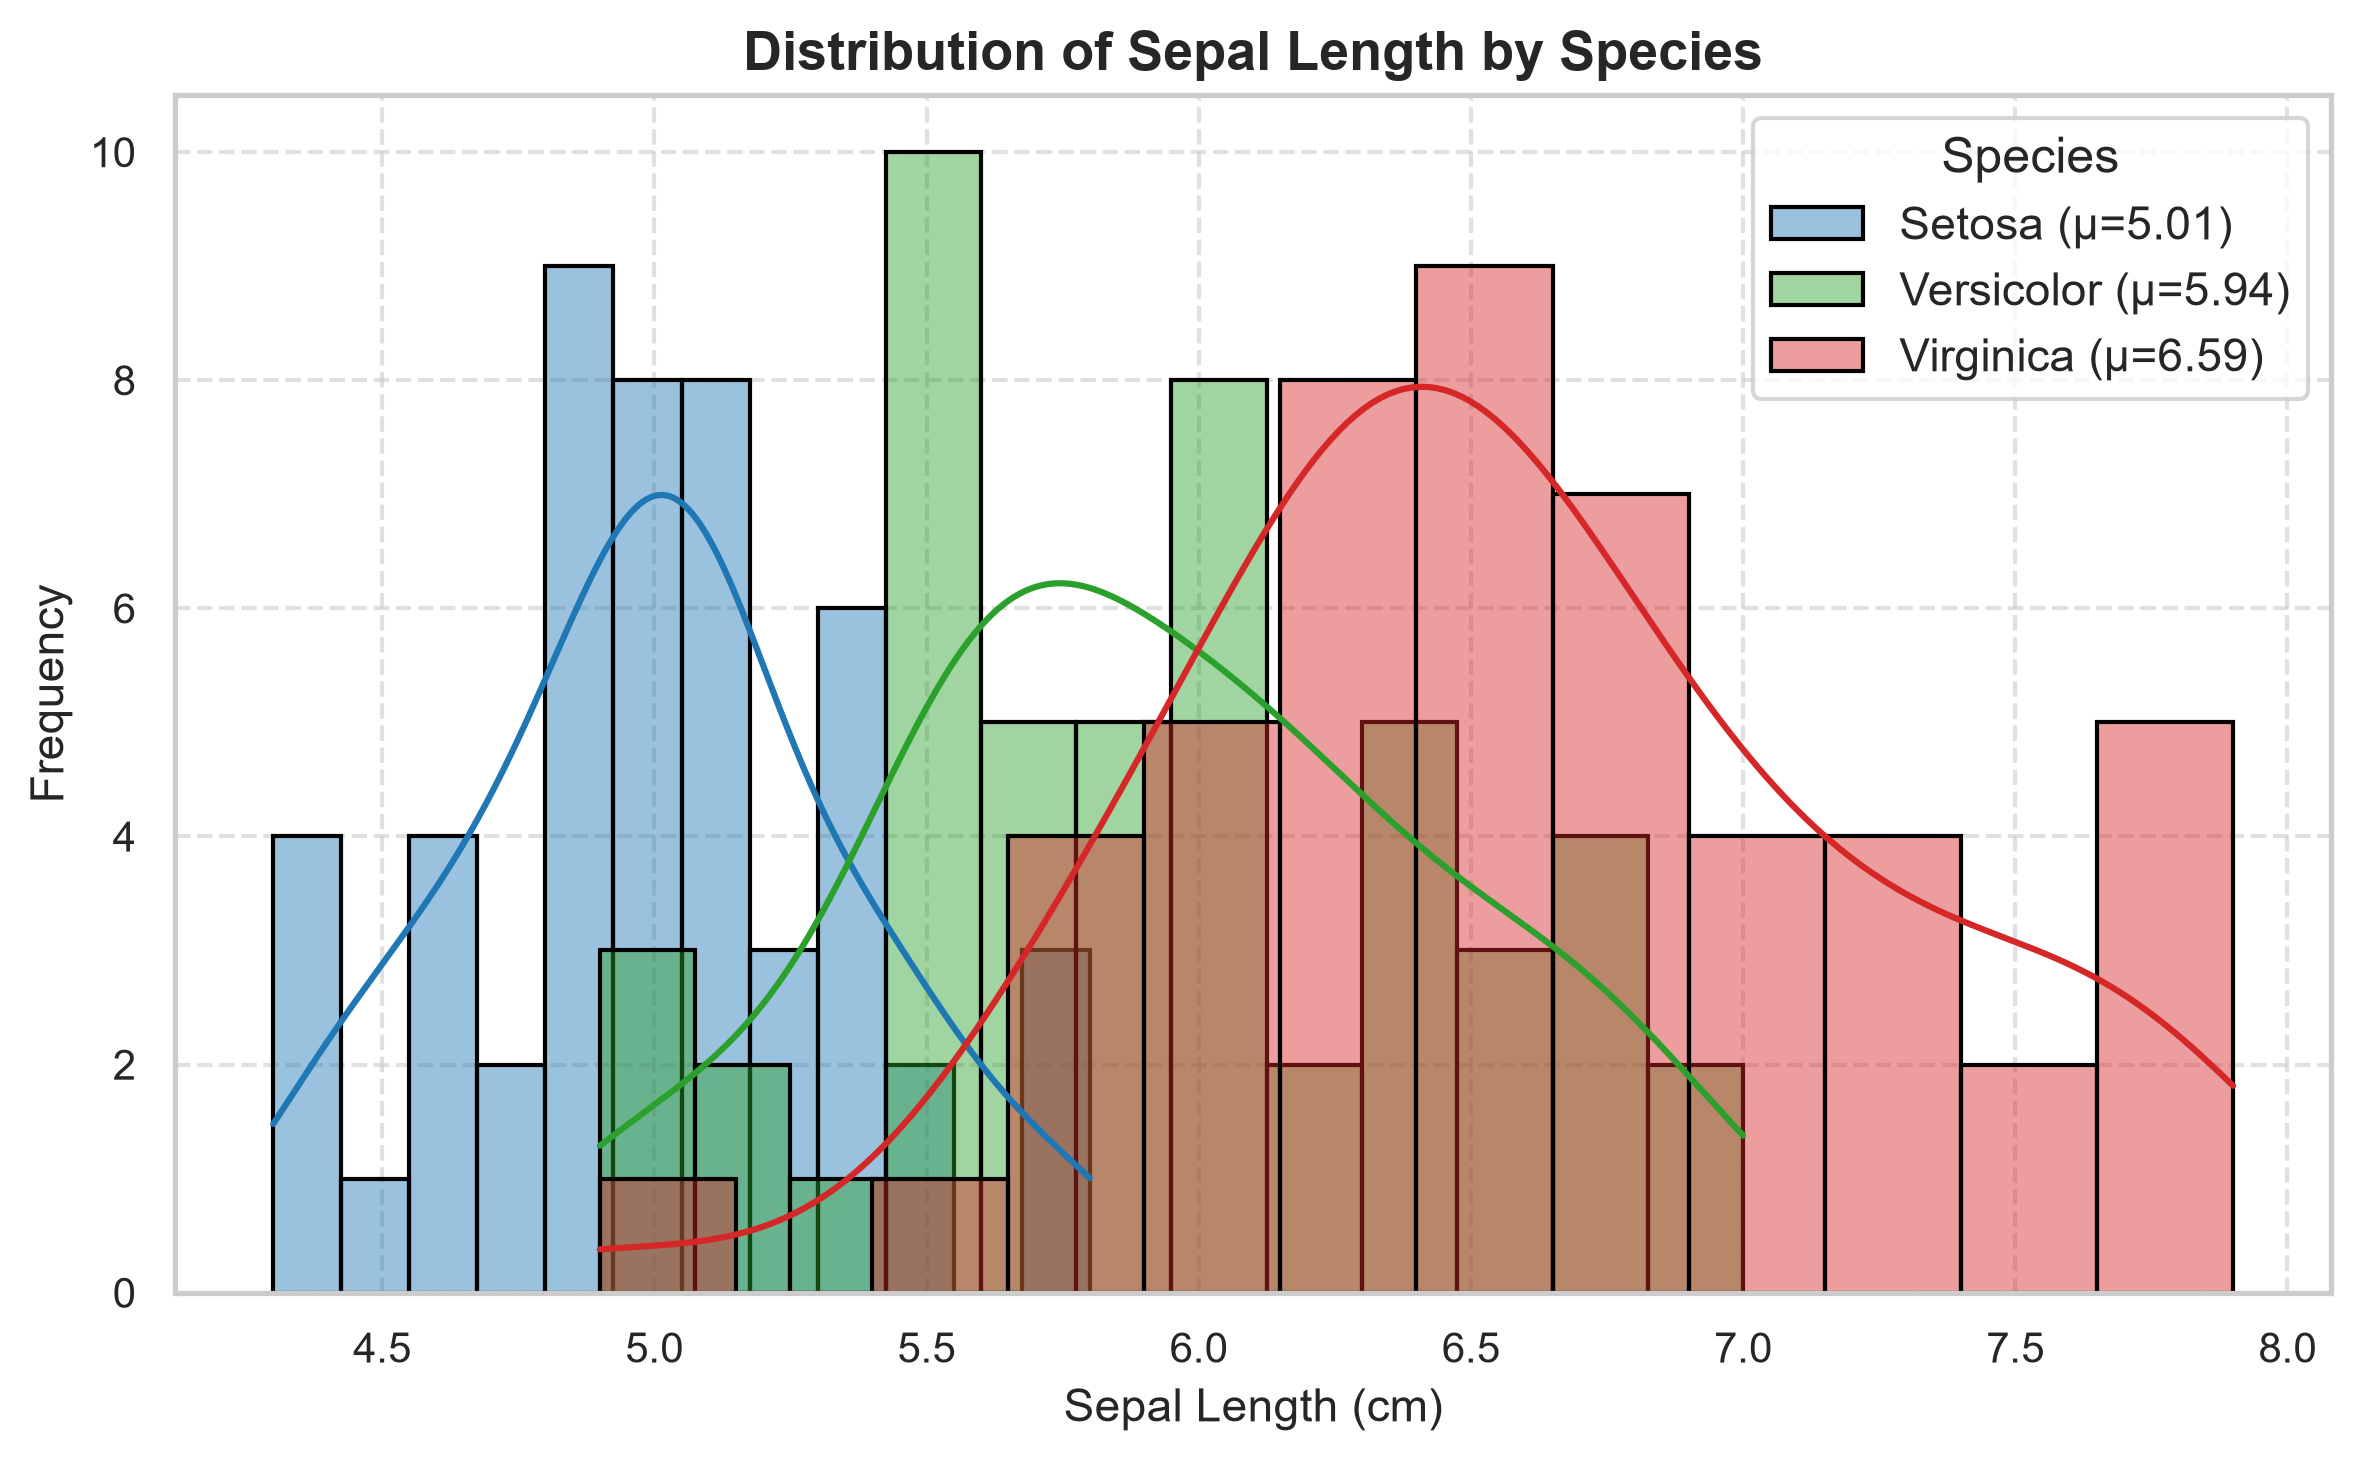 Distribution of Sepal Length by Species
Species
Setosa (μ=5.01)
Versicolor (μ=5.94)
Virginica (μ=6.59)
Frequency
10
8
6
4
2
0
4.5 5.0 5.5 6.0 6.5 7.0 7.5 8.0
Sepal Length (cm)